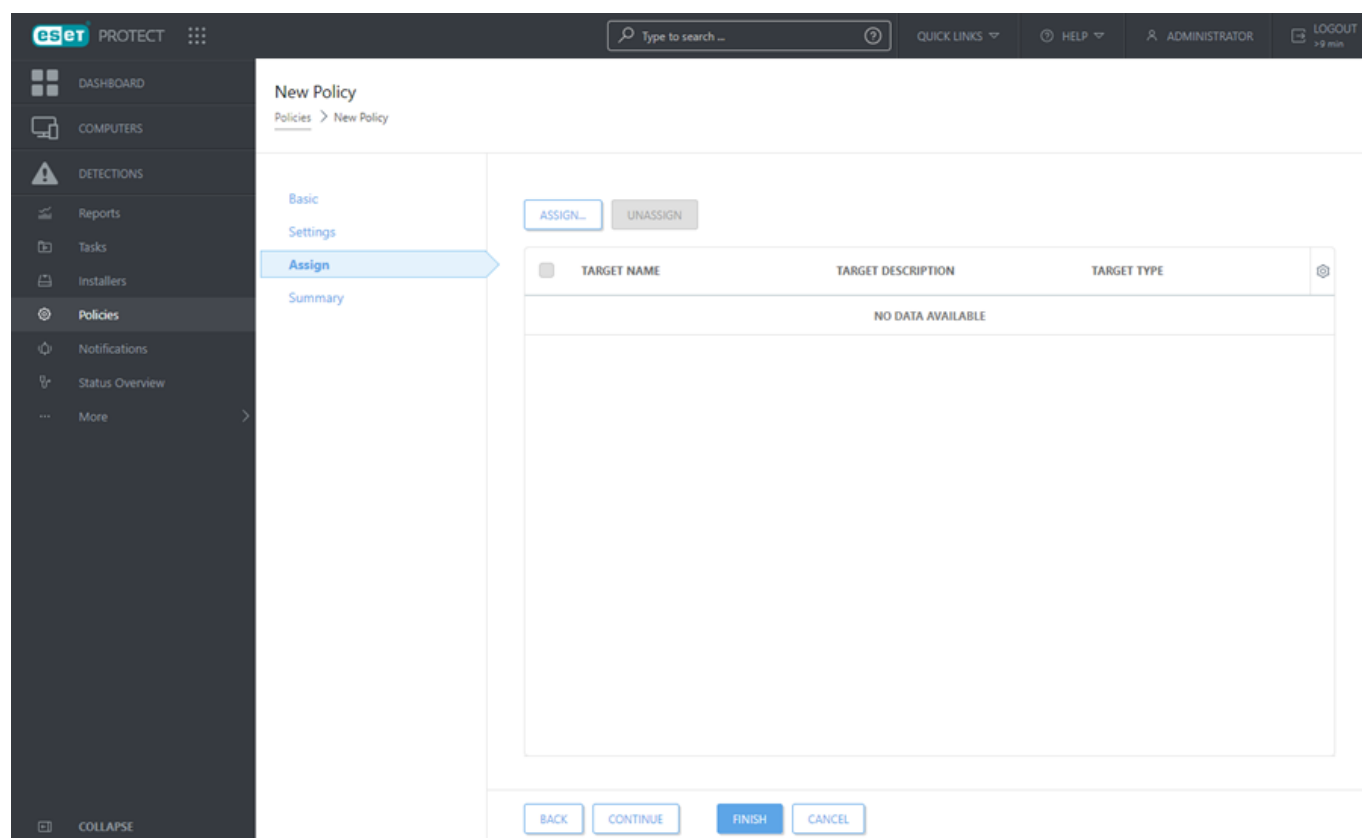 eset PROTECT
Type to search ...
QUICK LINKS
HELP
ADMINISTRATOR
LOGOUT
>9 min
DASHBOARD
COMPUTERS
DETECTIONS
Reports
Tasks
Installers
Policies
Notifications
Status Overview
More
COLLAPSE
New Policy
Policies > New Policy
Basic
Settings
Assign
Summary
ASSIGN... UNASSIGN
TARGET NAME TARGET DESCRIPTION TARGET TYPE
NO DATA AVAILABLE
BACK CONTINUE FINISH CANCEL